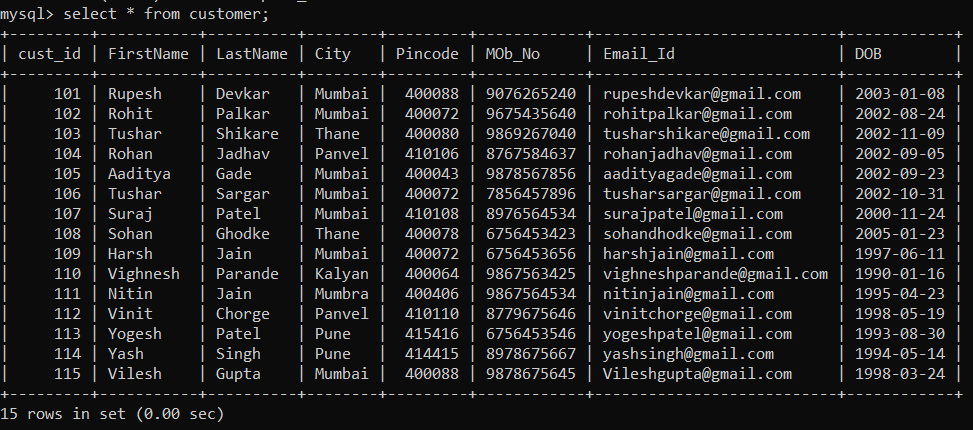 mysql> select * from customer;
+---------+-----------+----------+--------+---------+------------+--------------------------+------------+
| cust_id | FirstName | LastName | City   | Pincode | MOb_No     | Email_Id                 | DOB        |
+---------+-----------+----------+--------+---------+------------+--------------------------+------------+
|     101 | Rupesh    | Devkar   | Mumbai |  400088 | 9076265240 | rupeshdevkar@gmail.com   | 2003-01-08 |
|     102 | Rohit     | Palkar   | Mumbai |  400072 | 9675435640 | rohitpalkar@gmail.com    | 2002-08-24 |
|     103 | Tushar    | Shikare  | Thane  |  400080 | 9869267040 | tusharshikare@gmail.com  | 2002-11-09 |
|     104 | Rohan     | Jadhav   | Panvel |  410106 | 8767584637 | rohanjadhav@gmail.com    | 2002-09-05 |
|     105 | Aaditya   | Gade     | Mumbai |  400043 | 9878567856 | aadityagade@gmail.com    | 2002-09-23 |
|     106 | Tushar    | Sargar   | Mumbai |  400072 | 7856457896 | tusharsargar@gmail.com   | 2002-10-31 |
|     107 | Suraj     | Patel    | Mumbai |  410108 | 8976564534 | surajpatel@gmail.com     | 2000-11-24 |
|     108 | Sohan     | Ghodke   | Thane  |  400078 | 6756453423 | sohandhodke@gmail.com    | 2005-01-23 |
|     109 | Harsh     | Jain     | Mumbai |  400072 | 6756453656 | harshjain@gmail.com      | 1997-06-11 |
|     110 | Vighnesh  | Parande  | Kalyan |  400064 | 9867563425 | vighneshparande@gmail.com | 1990-01-16 |
|     111 | Nitin     | Jain     | Mumbra |  400406 | 9867564534 | nitinjain@gmail.com      | 1995-04-23 |
|     112 | Vinit     | Chorge   | Panvel |  410110 | 8779675646 | vinitchorge@gmail.com    | 1998-05-19 |
|     113 | Yogesh    | Patel    | Pune   |  415416 | 6756453546 | yogeshpatel@gmail.com    | 1993-08-30 |
|     114 | Yash      | Singh    | Pune   |  414415 | 8978675667 | yashsingh@gmail.com      | 1994-05-14 |
|     115 | Vilesh    | Gupta    | Mumbai |  400088 | 9878675645 | Vileshgupta@gmail.com    | 1998-03-24 |
+---------+-----------+----------+--------+---------+------------+--------------------------+------------+
15 rows in set (0.00 sec)